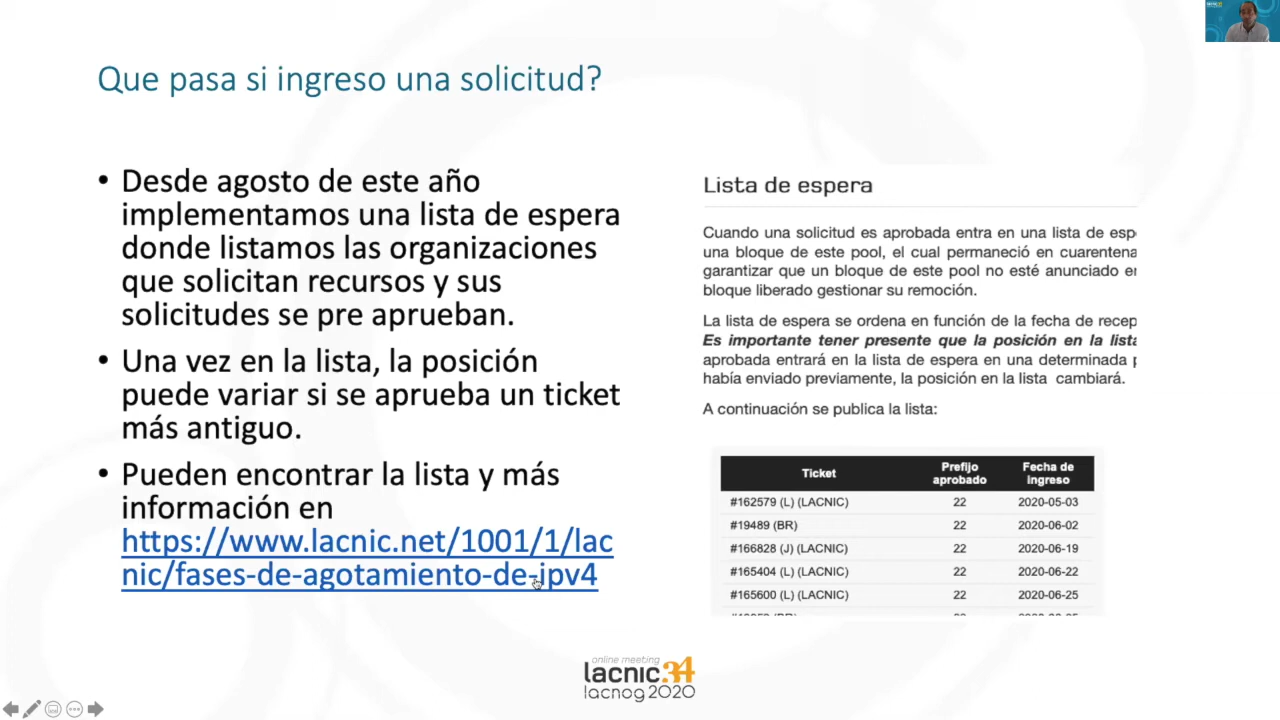 Que pasa si ingreso una solicitud?
• Desde agosto de este año
implementamos una lista de espera
donde listamos las organizaciones
que solicitan recursos y sus
solicitudes se pre aprueban.
• Una vez en la lista, la posición
puede variar si se aprueba un ticket
más antiguo.
• Pueden encontrar la lista y más
información en
https://www.lacnic.net/1001/1/lac
nic/fases-de-agotamiento-de-ipv4
Lista de espera
Cuando una solicitud es aprobada entra en una lista de esp
una bloque de este pool, el cual permaneció en cuarentena
garantizar que un bloque de este pool no esté anunciado e
bloque liberado gestionar su remoción.
La lista de espera se ordena en función de la fecha de recep
Es importante tener presente que la posición en la lista
aprobada entrará en la lista de espera en una determinada p
había enviado previamente, la posición en la lista cambiará.
A continuación se publica la lista:
Ticket Prefijo aprobado Fecha de ingreso
#162579 (L) (LACNIC) 22 2020-05-03
#19489 (BR) 22 2020-06-02
#166828 (J) (LACNIC) 22 2020-06-19
#165404 (L) (LACNIC) 22 2020-06-22
#165600 (L) (LACNIC) 22 2020-06-25
online meeting
lacnic 34
lacnog 2020